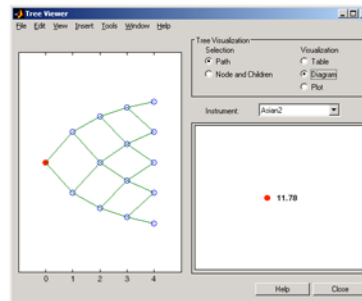 Tree Viewer
File Edit View Insert Tools Window Help
Tree Visualization
Selection
Path
Node and Children
Visualization
Table
Diagram
Plot
Instrument:
Asian2
11.78
0 1 2 3 4
Help Close